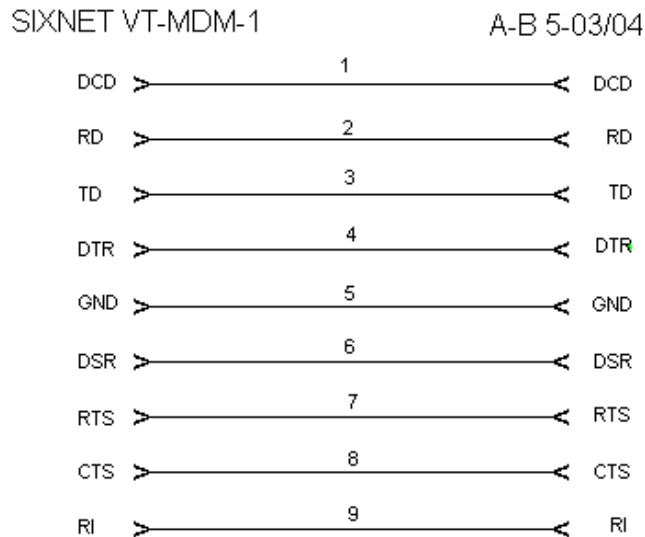 SIXNET VT-MDM-1 A-B 5-03/04
DCD 1 DCD
RD 2 RD
TD 3 TD
DTR 4 DTR
GND 5 GND
DSR 6 DSR
RTS 7 RTS
CTS 8 CTS
RI 9 RI